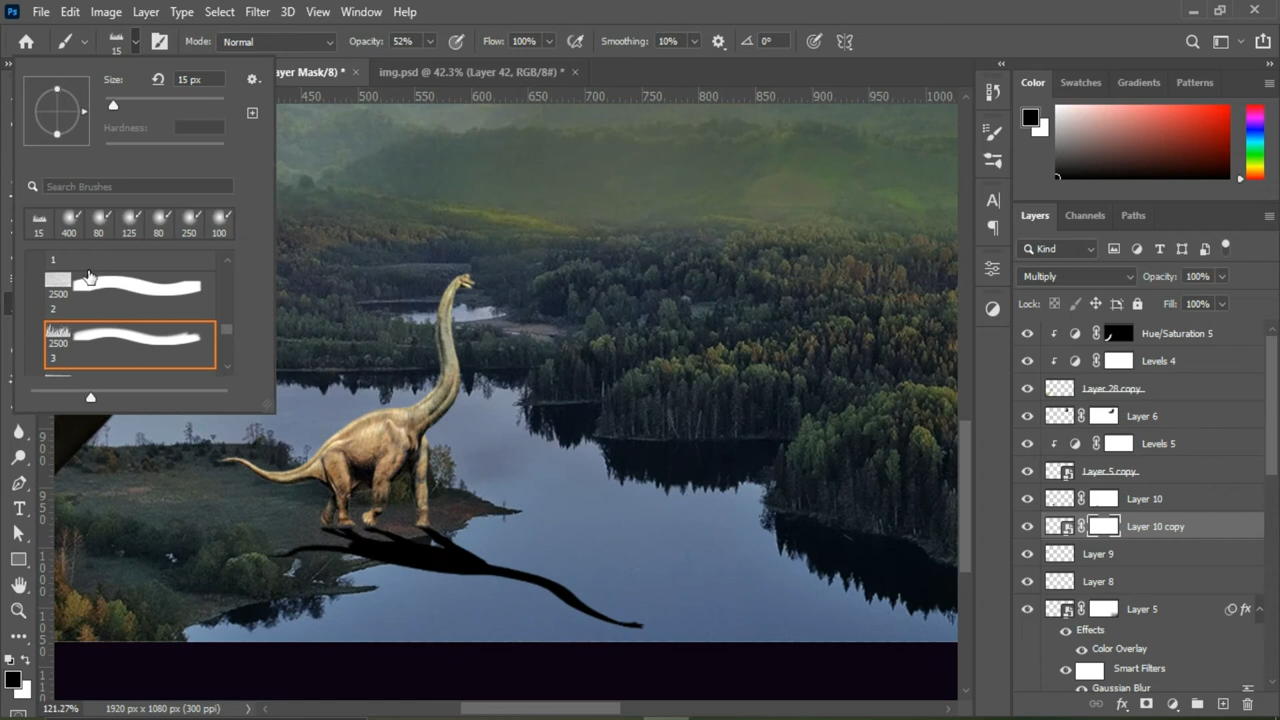 Ps File Edit Image Layer Type Select Filter 3D View Window Help
15 Mode: Normal Opacity: 52% Flow: 100% Smoothing: 10% 0°
ayer Mask/8) * × img.psd @ 42.3% (Layer 42, RGB/8#) * ×
450 500 550 600 650 700 750 800 850 900 950 1000
Size: 15 px
Hardness:
Search Brushes
15 400 80 125 80 250 100
1
2500
2
2500
3
Color Swatches Gradients Patterns
Layers Channels Paths
Kind
Multiply Opacity: 100%
Lock: Fill: 100%
Hue/Saturation 5
Levels 4
Layer 28 copy
Layer 6
Levels 5
Layer 5 copy
Layer 10
Layer 10 copy
Layer 9
Layer 8
Layer 5 fx
Effects
Color Overlay
Smart Filters
Gaussian Blur
121.27% 1920 px x 1080 px (300 ppi)